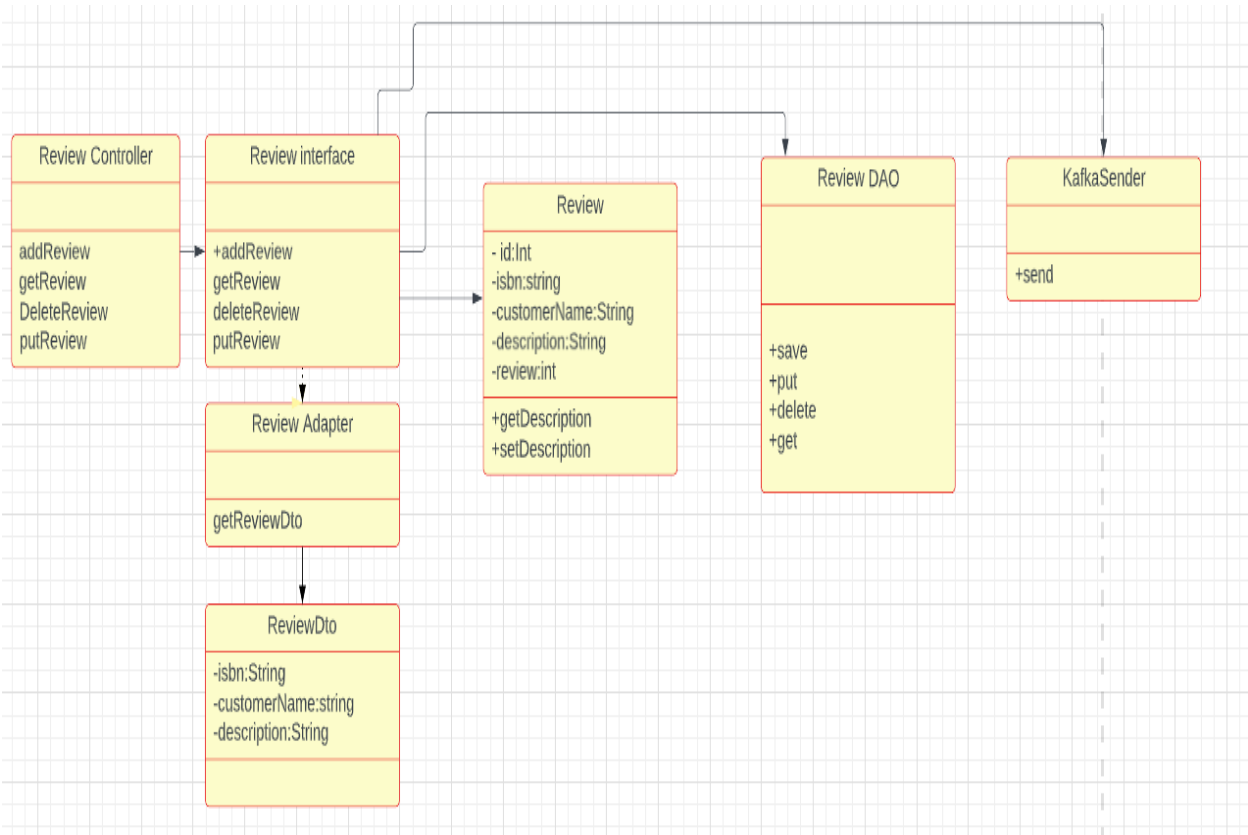 Review Controller
addReview
getReview
DeleteReview
putReview
Review interface
+addReview
getReview
deleteReview
putReview
Review
- id:Int
-isbn:string
-customerName:String
-description:String
-review:int
+getDescription
+setDescription
Review DAO
+save
+put
+delete
+get
KafkaSender
+send
Review Adapter
getReviewDto
ReviewDto
-isbn:String
-customerName:string
-description:String